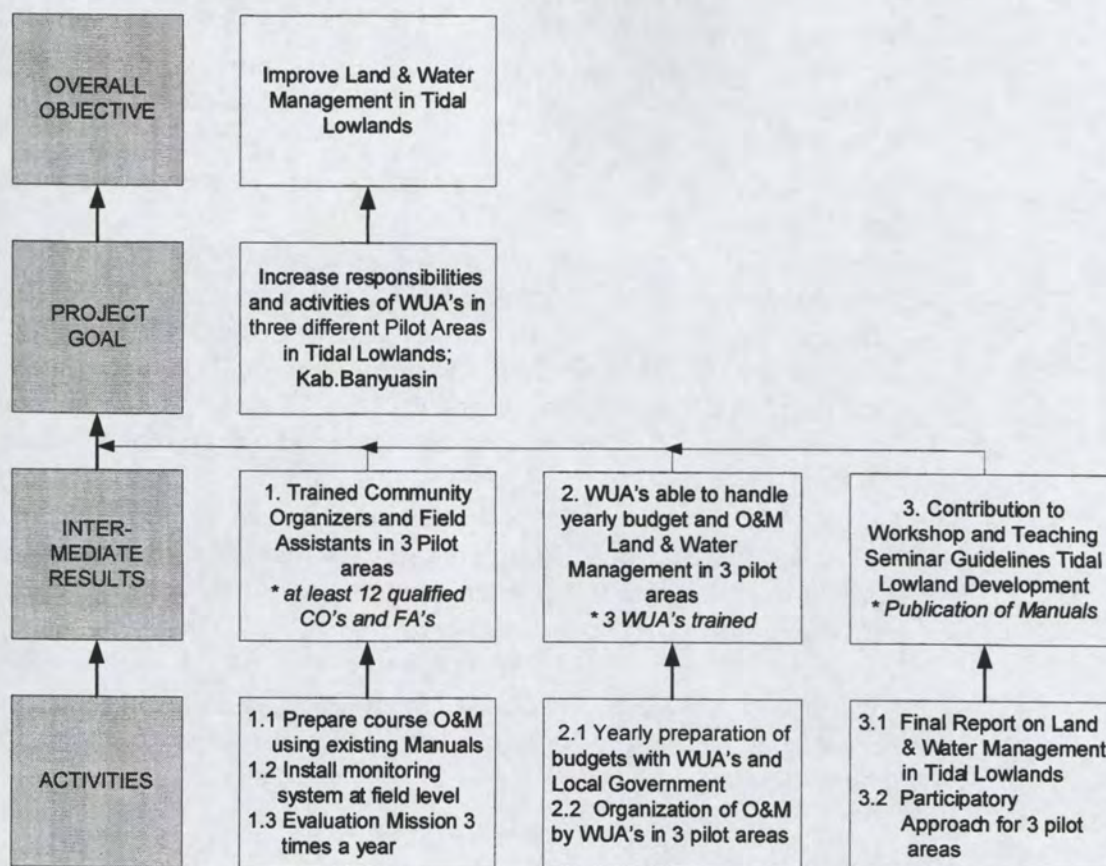 OVERALL
OBJECTIVE
Improve Land & Water
Management in Tidal
Lowlands
PROJECT
GOAL
Increase responsibilities
and activities of WUA's in
three different Pilot Areas
in Tidal Lowlands;
Kab.Banyuasin
INTER-
MEDIATE
RESULTS
1. Trained Community
Organizers and Field
Assistants in 3 Pilot
areas
* at least 12 qualified
CO's and FA's
2. WUA's able to handle
yearly budget and O&M
Land & Water
Management in 3 pilot
areas
* 3 WUA's trained
3. Contribution to
Workshop and Teaching
Seminar Guidelines Tidal
Lowland Development
* Publication of Manuals
ACTIVITIES
1.1 Prepare course O&M
using existing Manuals
1.2 Install monitoring
system at field level
1.3 Evaluation Mission 3
times a year
2.1 Yearly preparation of
budgets with WUA's and
Local Government
2.2 Organization of O&M
by WUA's in 3 pilot areas
3.1 Final Report on Land
& Water Management
in Tidal Lowlands
3.2 Participatory
Approach for 3 pilot
areas